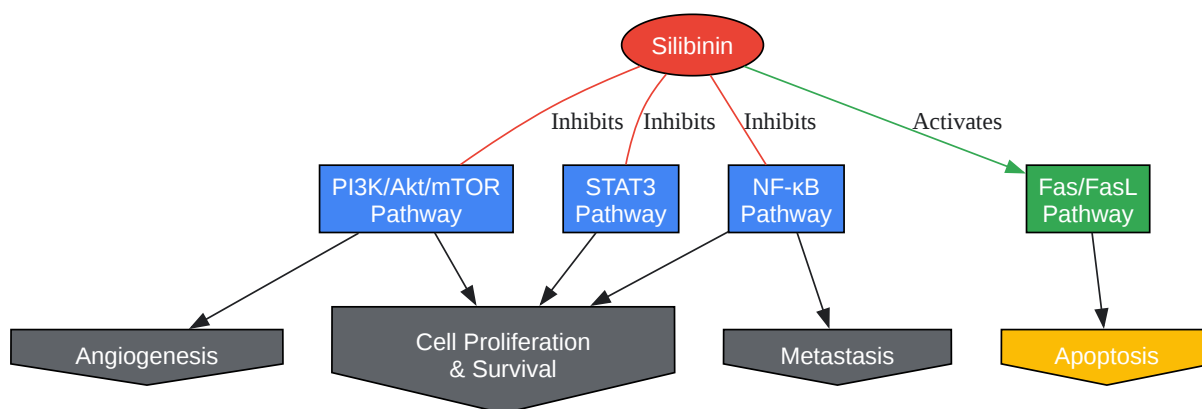 Silibinin
Inhibits
Inhibits
Inhibits
Activates
PI3K/Akt/mTOR
Pathway
STAT3
Pathway
NF-κB
Pathway
Fas/FasL
Pathway
Angiogenesis
Cell Proliferation
& Survival
Metastasis
Apoptosis